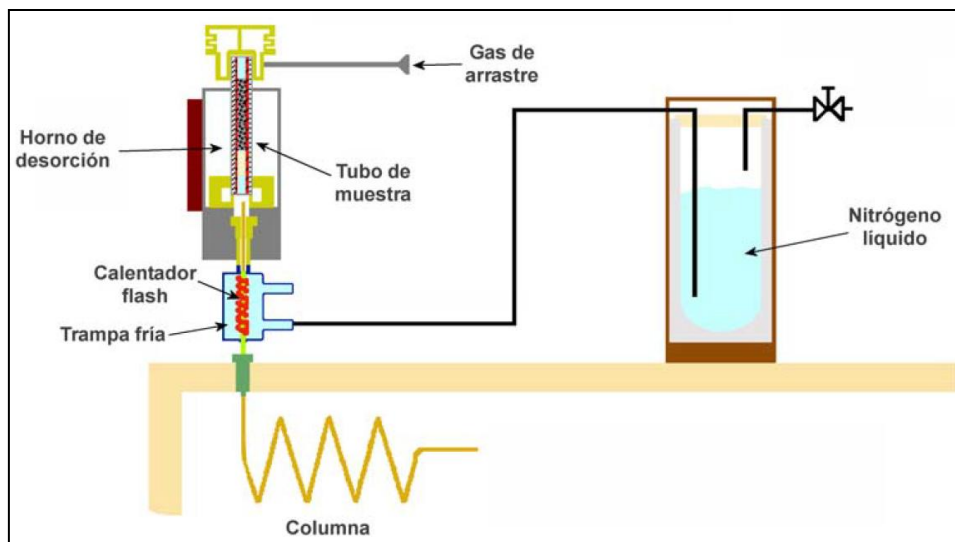 Gas de
arrastre
Horno de
desorción
Tubo de
muestra
Nitrógeno
líquido
Calentador
flash
Trampa fría
Columna